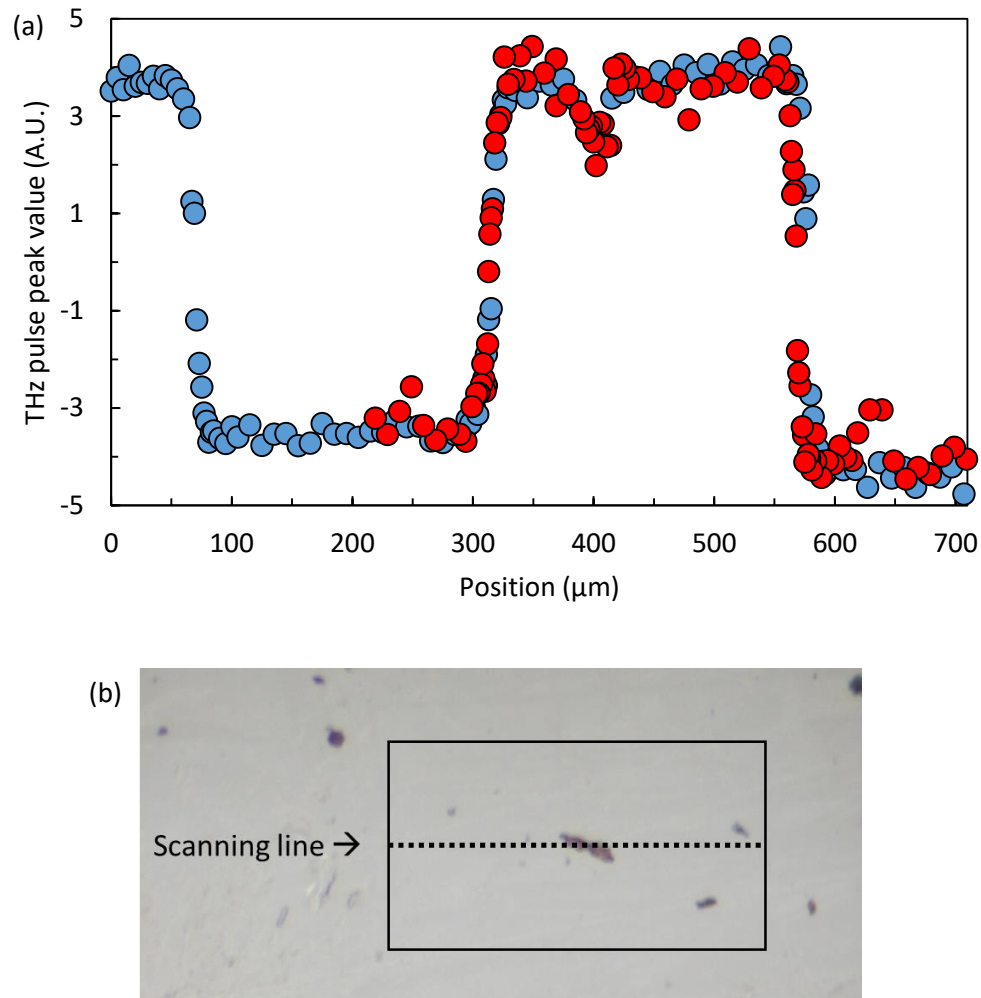 (a)
THz pulse peak value (A.U.)
5
3
1
-1
-3
-5
0 100 200 300 400 500 600 700
Position (µm)
(b)
Scanning line →